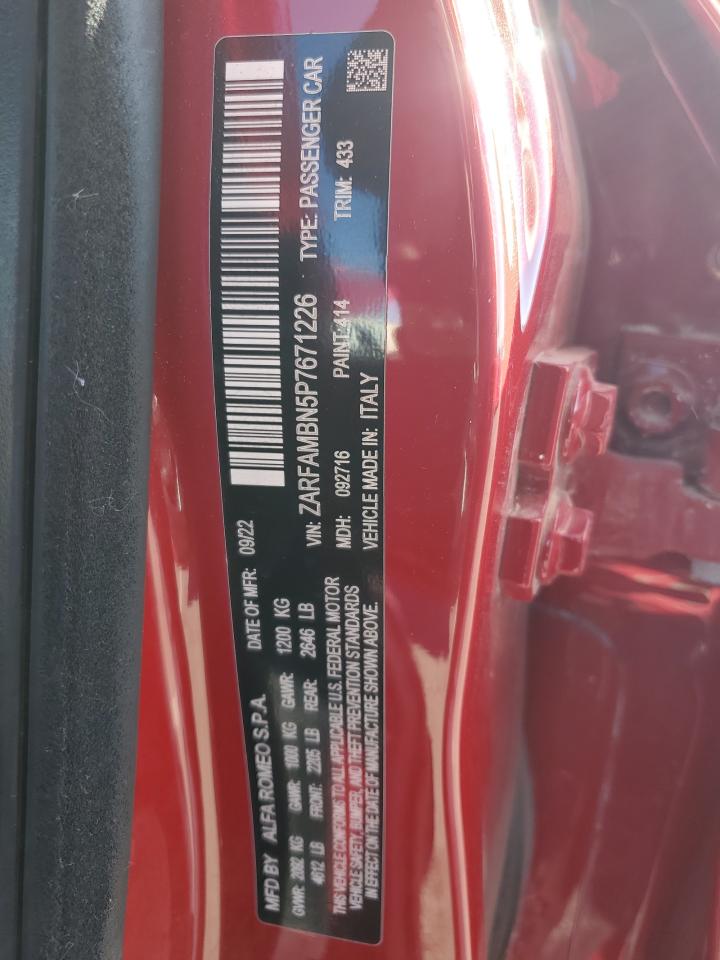 MFD BY ALFA ROMEO S.P.A. DATE OF MFR: 09/22
GVWR: 2092 KG GAWR: 1000 KG GAWR: 1200 KG
4612 LB FRONT: 2205 LB REAR: 2646 LB
THIS VEHICLE CONFORMS TO ALL APPLICABLE U.S. FEDERAL MOTOR
VEHICLE SAFETY, BUMPER, AND THEFT PREVENTION STANDARDS
IN EFFECT ON THE DATE OF MANUFACTURE SHOWN ABOVE.
VIN: ZARFAMBN5P7671226 TYPE: PASSENGER CAR
MDH: 092716 PAINT:414 TRIM: 433
VEHICLE MADE IN: ITALY